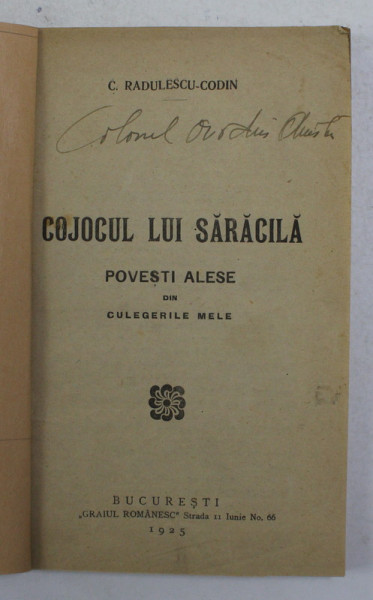 C. RADULESCU-CODIN
Colonel Ovidiu
COJOCUL LUI SĂRĂCILĂ
POVEȘTI ALESE
DIN
CULEGERILE MELE
BUCUREȘTI
„GRAIUL ROMÂNESC" Strada 11 Iunie No. 66
1925